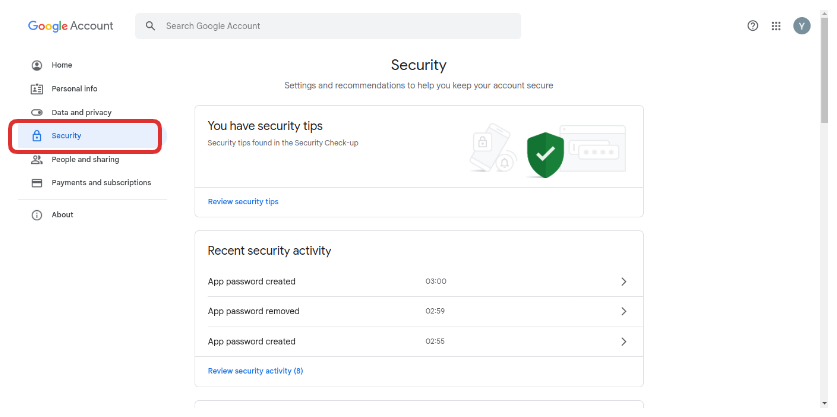 Google Account
Search Google Account
Y
Home
Personal info
Data and privacy
Security
People and sharing
Payments and subscriptions
About
Security
Settings and recommendations to help you keep your account secure
You have security tips
Security tips found in the Security Check-up
Review security tips
Recent security activity
App password created 03:00
App password removed 02:59
App password created 02:55
Review security activity (8)